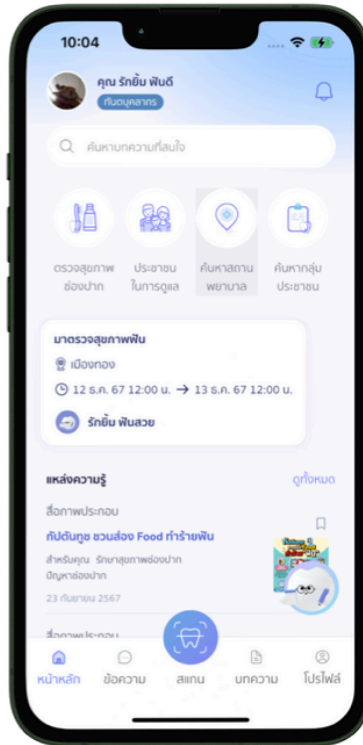 10:04
คุณ รักยิ้ม ฟันดี
ทันตบุคลากร
ค้นหาบทความที่สนใจ
ตรวจสุขภาพ
ช่องปาก
ประชาชน
ในการดูแล
ค้นหาสถาน
พยาบาล
ค้นหากลุ่ม
ประชาชน
มาตรวจสุขภาพฟัน
เมืองทอง
12 ธ.ค. 67 12:00 น. → 13 ธ.ค. 67 12:00 น.
รักยิ้ม ฟันสวย
แหล่งความรู้
ดูทั้งหมด
สื่อภาพประกอบ
กัปตันทูธ ชวนส่อง Food ทำร้ายฟัน
สำหรับคุณ รักษาสุขภาพช่องปาก
ปัญหาช่องปาก
23 กันยายน 2567
สื่อภาพประกอบ
หน้าหลัก
ข้อความ
สแกน
บทความ
โปรไฟล์